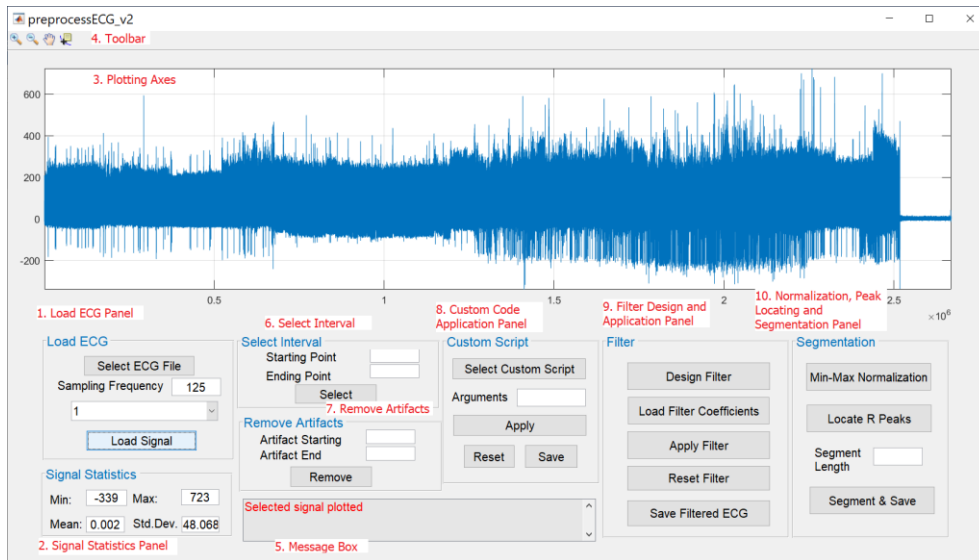 preprocessECG_v2
4. Toolbar
3. Plotting Axes
600
400
200
0
-200
0.5
1
1.5
2
2.5
×10⁶
1. Load ECG Panel
6. Select Interval
8. Custom Code
Application Panel
9. Filter Design and
Application Panel
10. Normalization, Peak
Locating and
Segmentation Panel
Load ECG
Select ECG File
Sampling Frequency 125
1
Load Signal
Signal Statistics
Min: -339 Max: 723
Mean: 0.002 Std.Dev. 48.068
2. Signal Statistics Panel
Select Interval
Starting Point
Ending Point
Select
7. Remove Artifacts
Remove Artifacts
Artifact Starting
Artifact End
Remove
Selected signal plotted
5. Message Box
Custom Script
Select Custom Script
Arguments
Apply
Reset Save
Filter
Design Filter
Load Filter Coefficients
Apply Filter
Reset Filter
Save Filtered ECG
Segmentation
Min-Max Normalization
Locate R Peaks
Segment
Length
Segment & Save